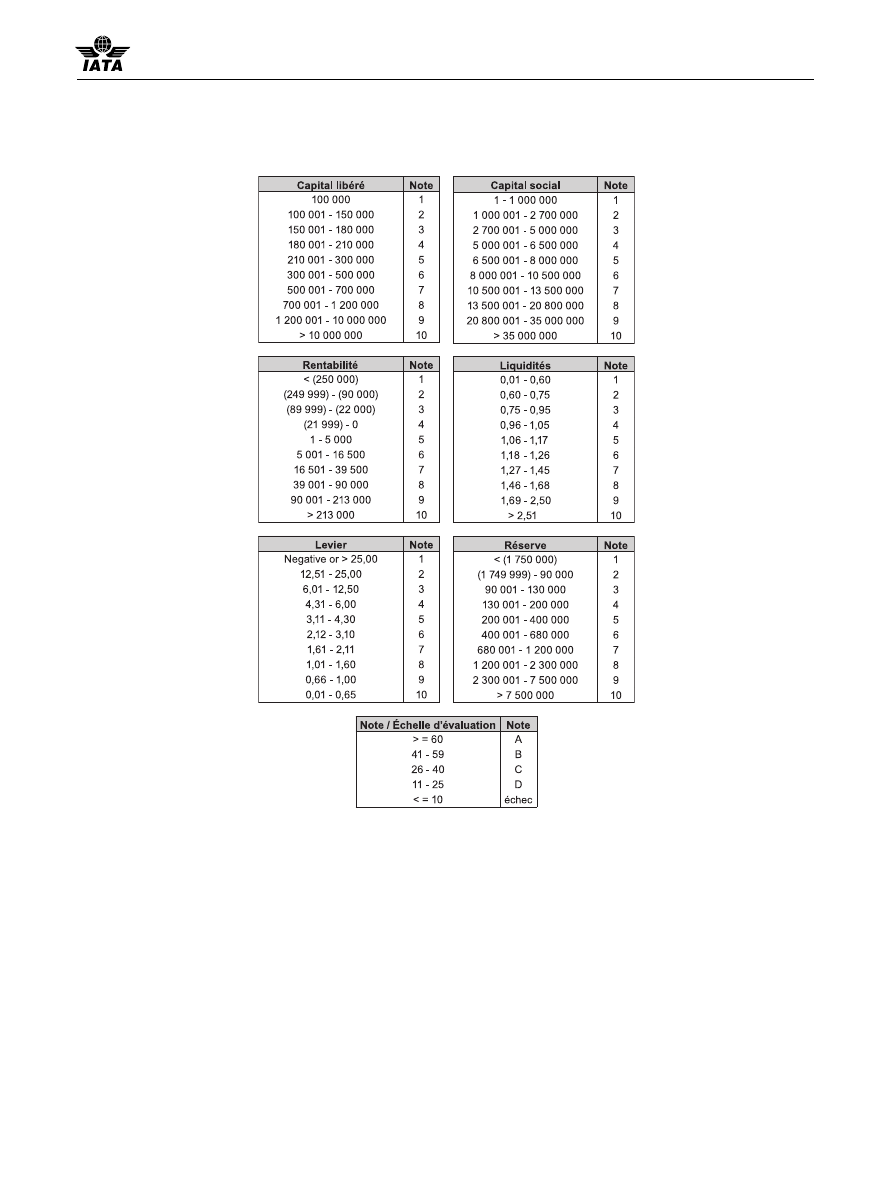 IATA
Capital libéré Note
100 000 1
100 001 - 150 000 2
150 001 - 180 000 3
180 001 - 210 000 4
210 001 - 300 000 5
300 001 - 500 000 6
500 001 - 700 000 7
700 001 - 1 200 000 8
1 200 001 - 10 000 000 9
> 10 000 000 10
Capital social Note
1 - 1 000 000 1
1 000 001 - 2 700 000 2
2 700 001 - 5 000 000 3
5 000 001 - 6 500 000 4
6 500 001 - 8 000 000 5
8 000 001 - 10 500 000 6
10 500 001 - 13 500 000 7
13 500 001 - 20 800 000 8
20 800 001 - 35 000 000 9
> 35 000 000 10
Rentabilité Note
< (250 000) 1
(249 999) - (90 000) 2
(89 999) - (22 000) 3
(21 999) - 0 4
1 - 5 000 5
5 001 - 16 500 6
16 501 - 39 500 7
39 001 - 90 000 8
90 001 - 213 000 9
> 213 000 10
Liquidités Note
0,01 - 0,60 1
0,60 - 0,75 2
0,75 - 0,95 3
0,96 - 1,05 4
1,06 - 1,17 5
1,18 - 1,26 6
1,27 - 1,45 7
1,46 - 1,68 8
1,69 - 2,50 9
> 2,51 10
Levier Note
Negative or > 25,00 1
12,51 - 25,00 2
6,01 - 12,50 3
4,31 - 6,00 4
3,11 - 4,30 5
2,12 - 3,10 6
1,61 - 2,11 7
1,01 - 1,60 8
0,66 - 1,00 9
0,01 - 0,65 10
Réserve Note
< (1 750 000) 1
(1 749 999) - 90 000 2
90 001 - 130 000 3
130 001 - 200 000 4
200 001 - 400 000 5
400 001 - 680 000 6
680 001 - 1 200 000 7
1 200 001 - 2 300 000 8
2 300 001 - 7 500 000 9
> 7 500 000 10
Note / Échelle d'évaluation Note
> = 60 A
41 - 59 B
26 - 40 C
11 - 25 D
< = 10 échec